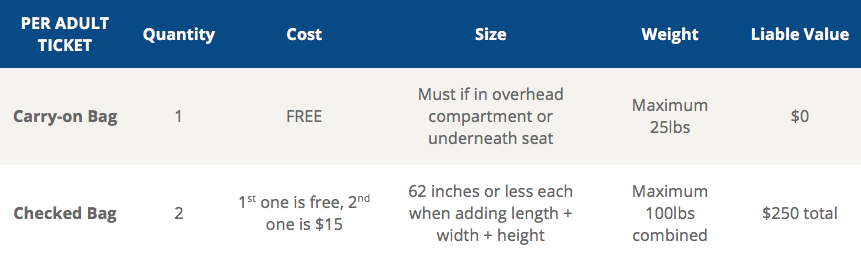 PER ADULT
TICKET
Quantity
Cost
Size
Weight
Liable Value
Carry-on Bag
1
FREE
Must if in overhead
compartment or
underneath seat
Maximum
25lbs
$0
Checked Bag
2
1st one is free, 2nd
one is $15
62 inches or less each
when adding length +
width + height
Maximum
100lbs
combined
$250 total